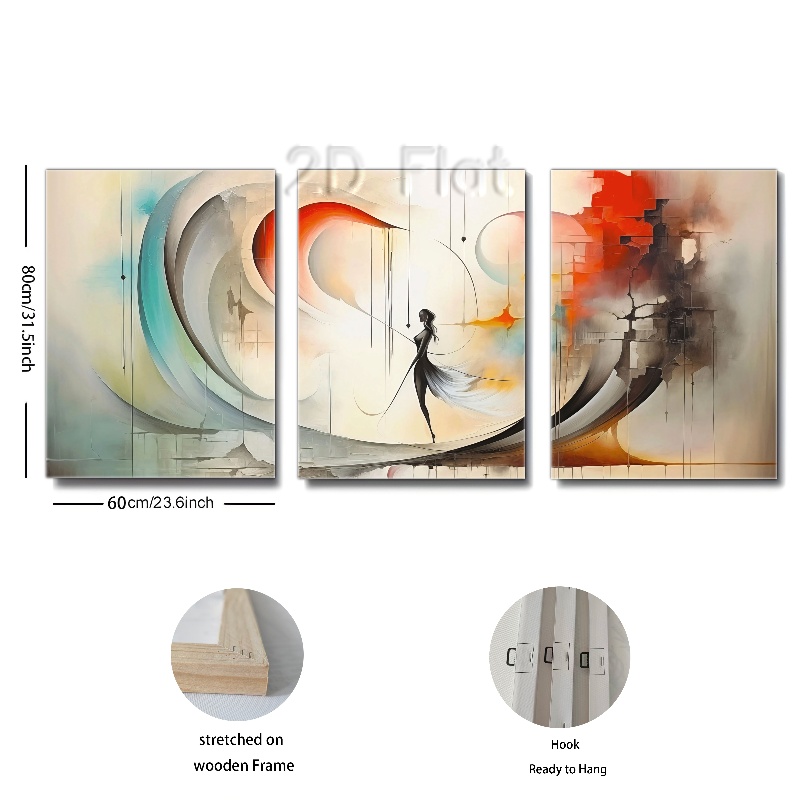 2D Flat
80cm/31.5inch
60cm/23.6inch
stretched on
wooden Frame
Hook
Ready to Hang